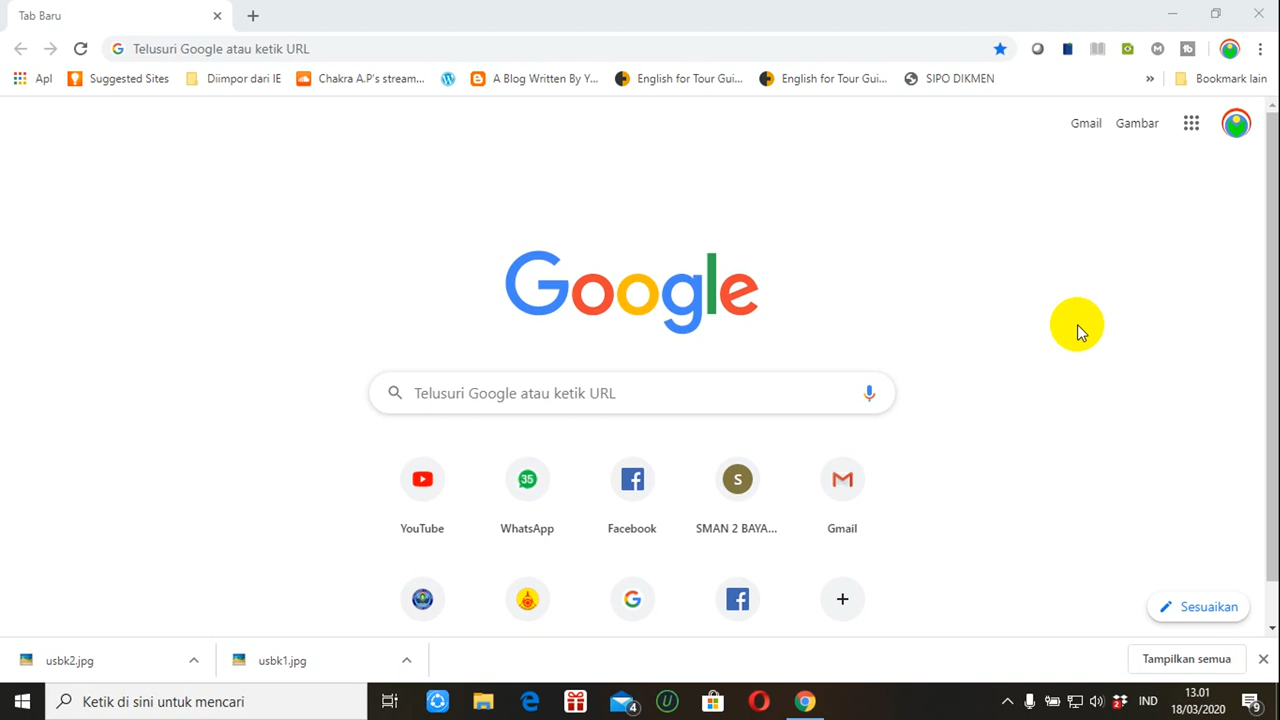 Tab Baru
Telusuri Google atau ketik URL
Apl
Suggested Sites
Diimpor dari IE
Chakra A.P's stream...
A Blog Written By Y...
English for Tour Gui...
English for Tour Gui...
SIPO DIKMEN
»
Bookmark lain
Gmail
Gambar
Google
Telusuri Google atau ketik URL
35
S
YouTube
WhatsApp
Facebook
SMAN 2 BAYA...
Gmail
Sesuaikan
usbk2.jpg
usbk1.jpg
Tampilkan semua
Ketik di sini untuk mencari
4
IND
13.01
18/03/2020
9